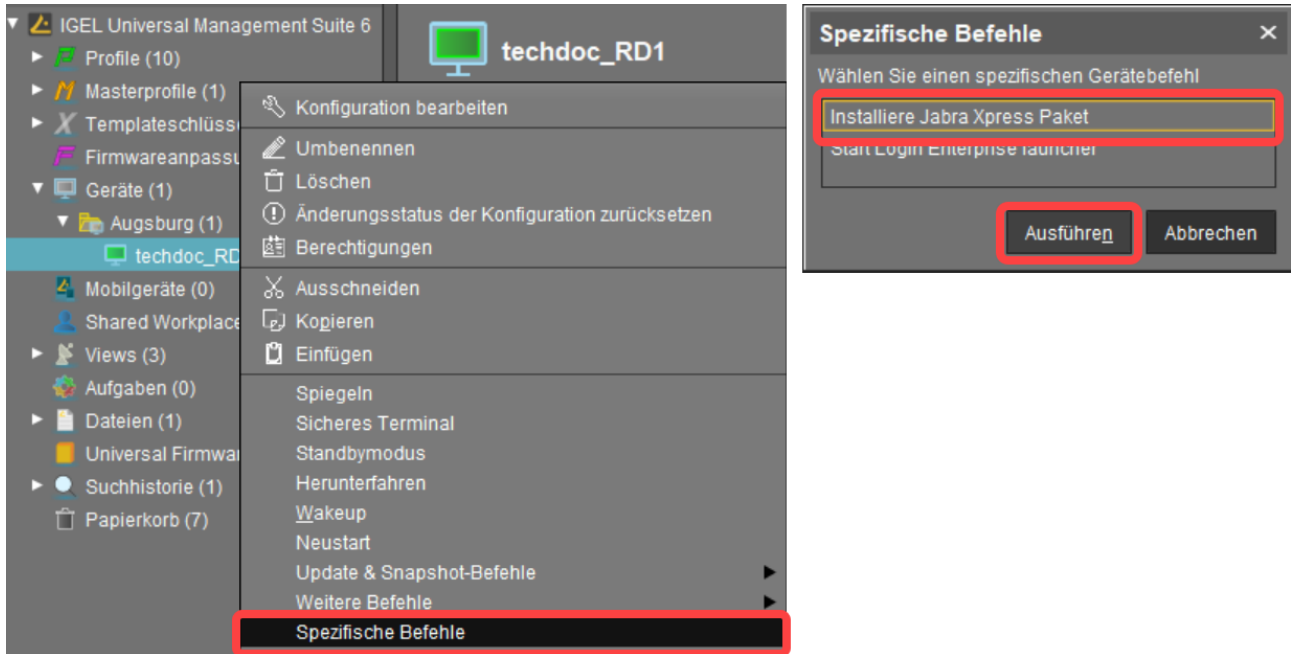 IGEL Universal Management Suite 6
Profile (10)
Masterprofile (1)
Templateschlüsse
Firmwareanpassu
Geräte (1)
Augsburg (1)
techdoc_RD
Mobilgeräte (0)
Shared Workplace
Views (3)
Aufgaben (0)
Dateien (1)
Universal Firmwar
Suchhistorie (1)
Papierkorb (7)
techdoc_RD1
Konfiguration bearbeiten
Umbenennen
Löschen
Änderungsstatus der Konfiguration zurücksetzen
Berechtigungen
Ausschneiden
Kopieren
Einfügen
Spiegeln
Sicheres Terminal
Standbymodus
Herunterfahren
Wakeup
Neustart
Update & Snapshot-Befehle
Weitere Befehle
Spezifische Befehle
Spezifische Befehle
Wählen Sie einen spezifischen Gerätebefehl
Installiere Jabra Xpress Paket
Start Login Enterprise launcher
Ausführen
Abbrechen